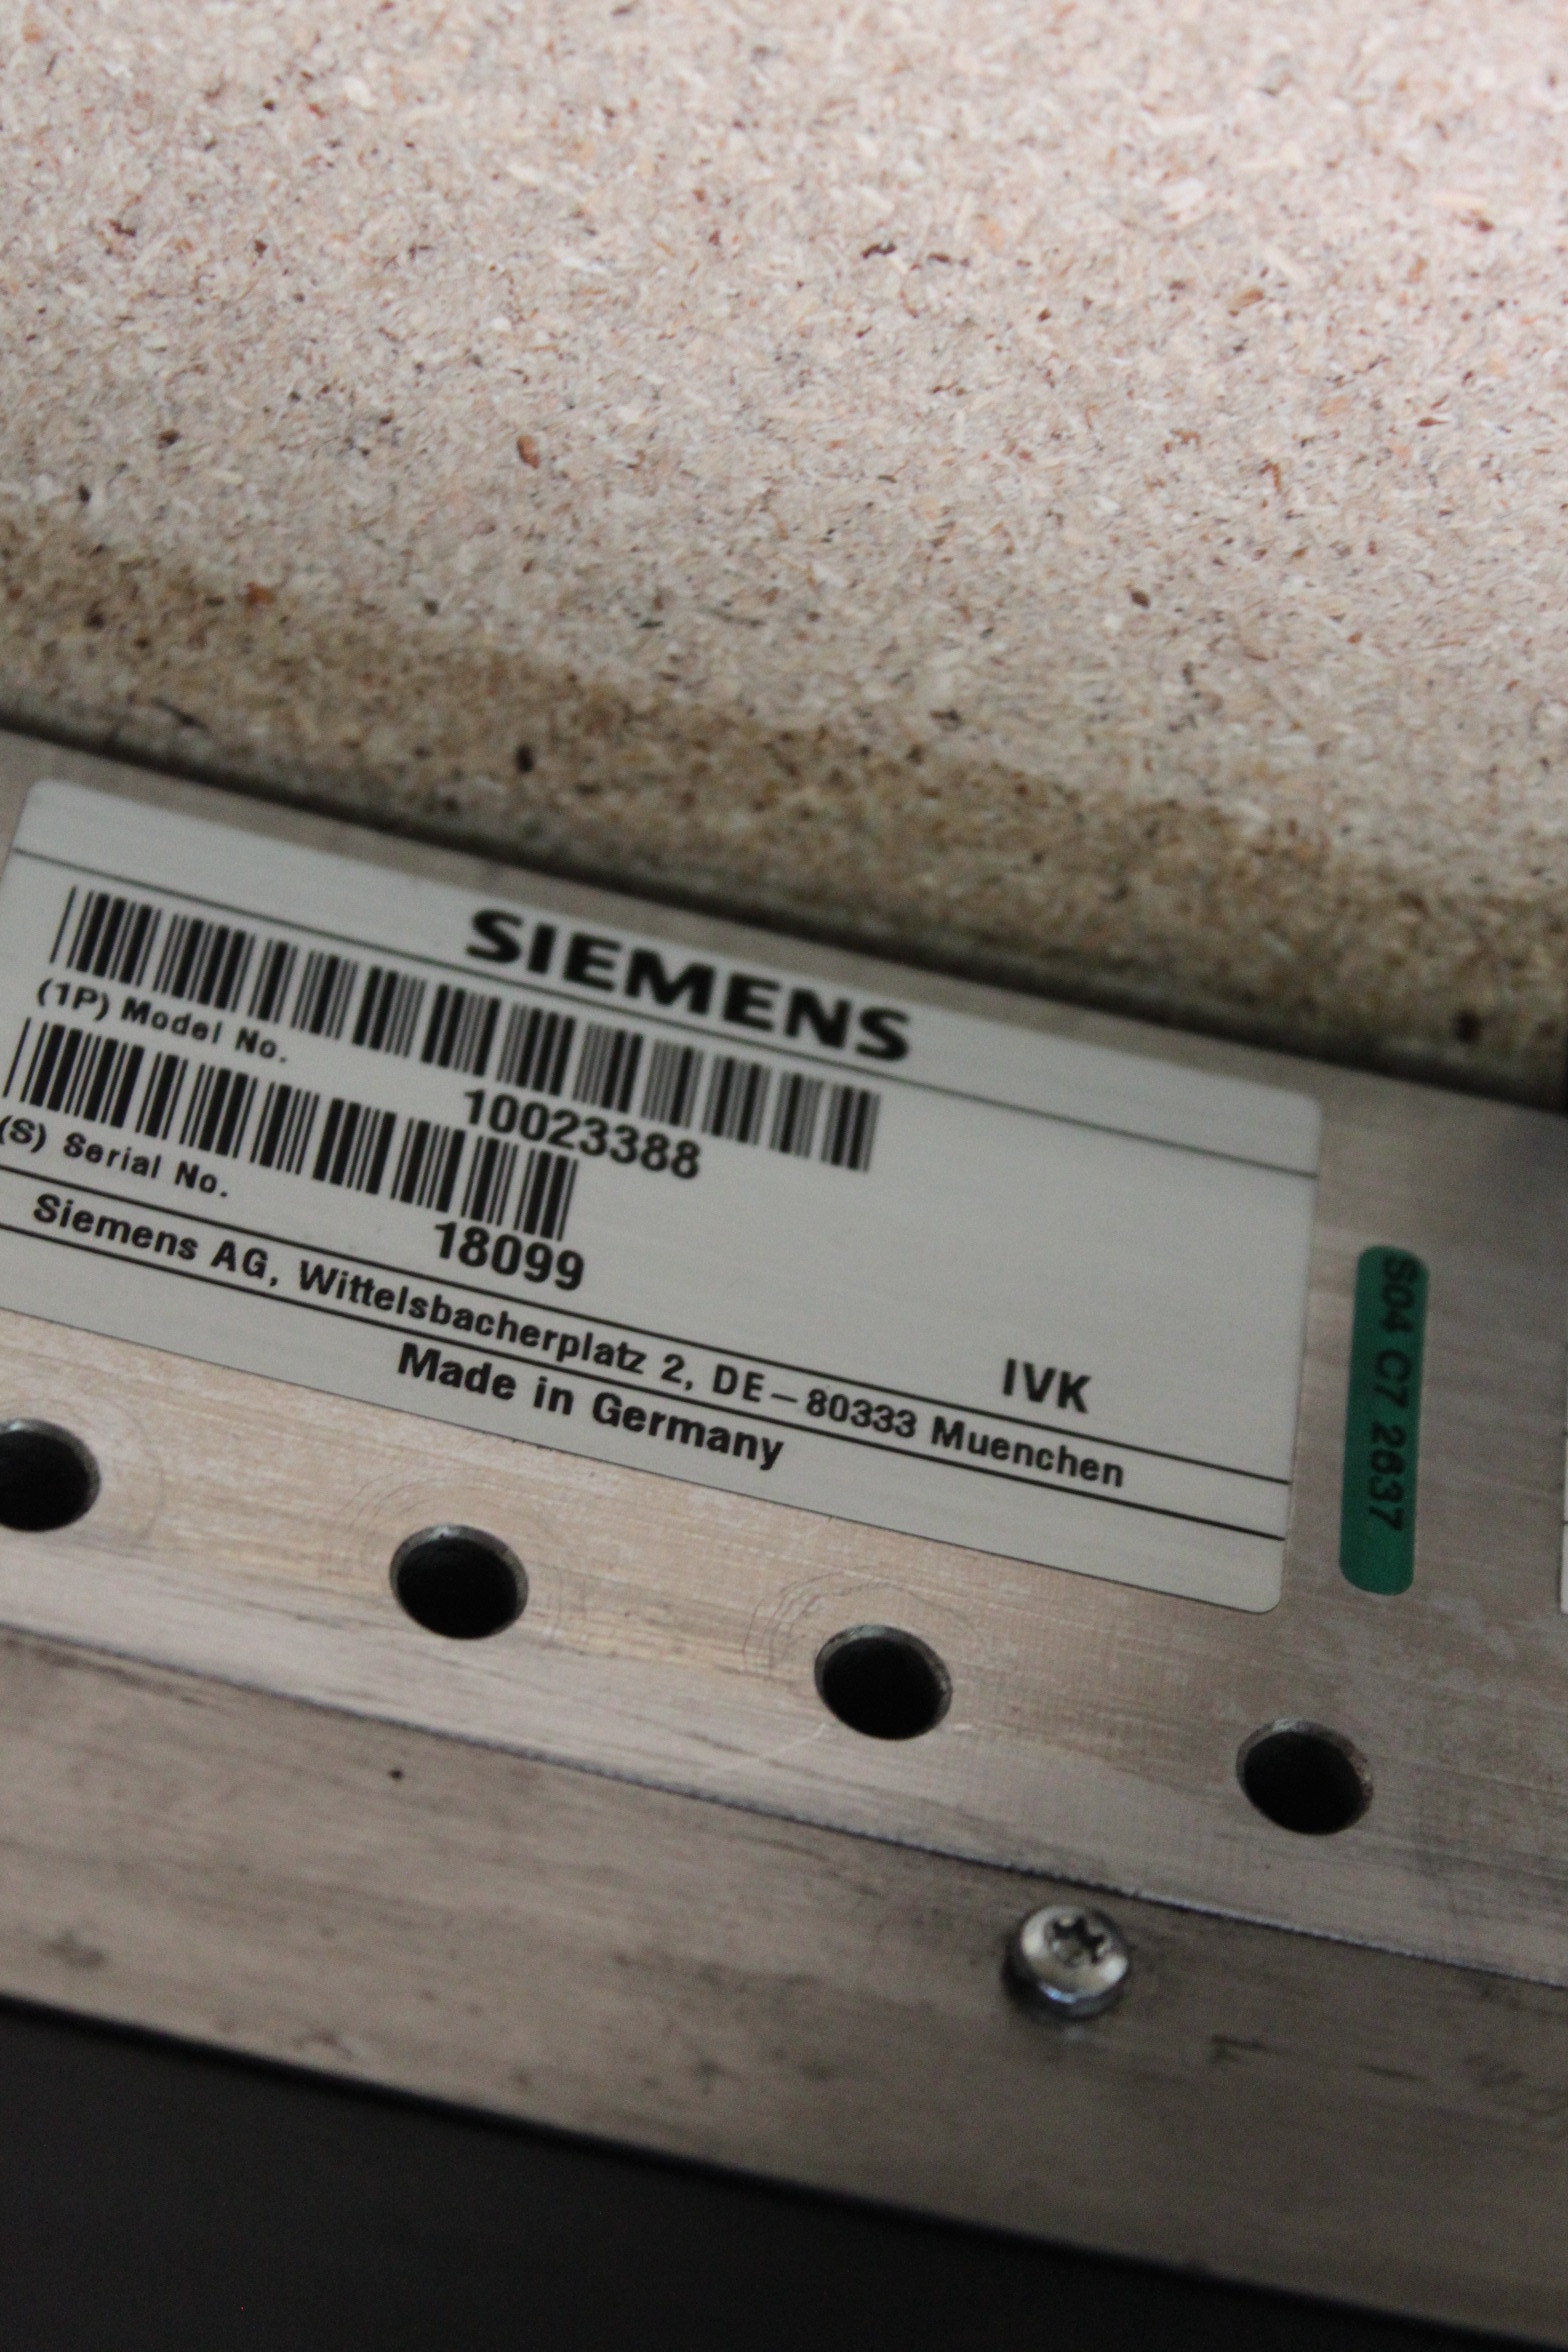 SIEMENS
(1P) Model No.
10023388
(S) Serial No.
18099
IVK
Siemens AG, Wittelsbacherplatz 2, DE-80333 Muenchen
Made in Germany
S04 C7 2637